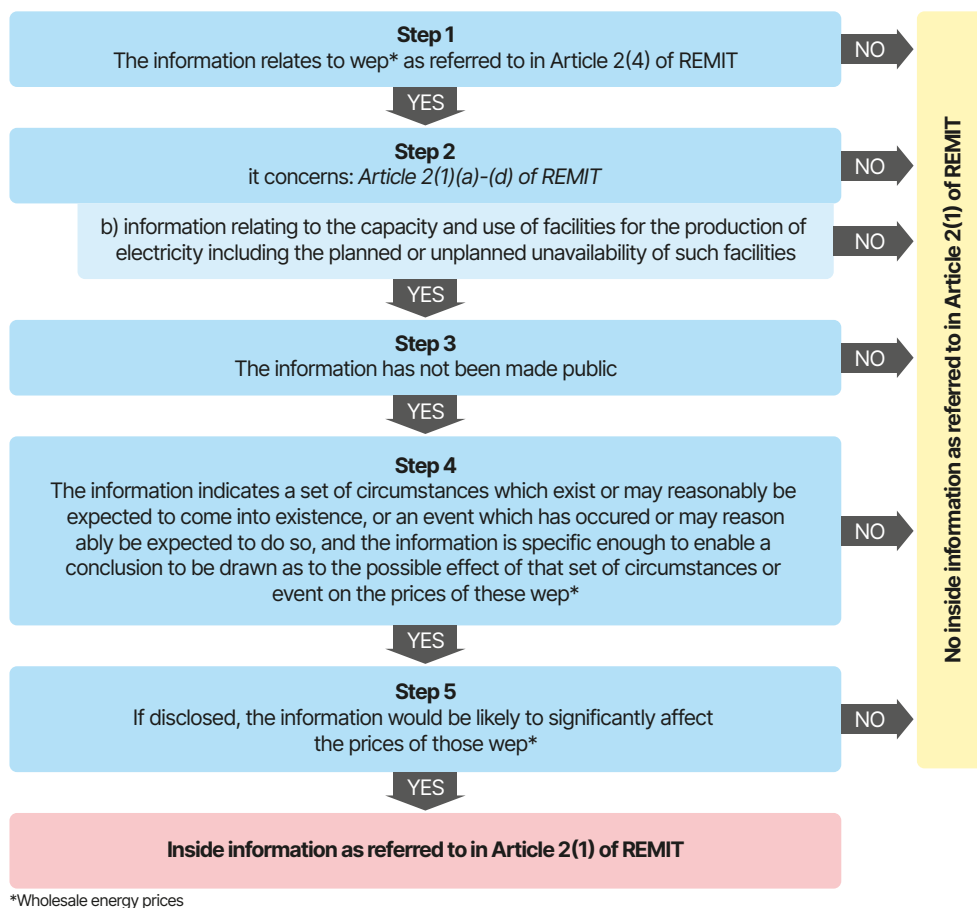 Step 1
The information relates to wep* as referred to in Article 2(4) of REMIT
NO
YES
Step 2
it concerns: Article 2(1)(a)-(d) of REMIT
NO
b) information relating to the capacity and use of facilities for the production of
electricity including the planned or unplanned unavailability of such facilities
NO
YES
Step 3
The information has not been made public
NO
YES
Step 4
The information indicates a set of circumstances which exist or may reasonably be
expected to come into existence, or an event which has occured or may reason
ably be expected to do so, and the information is specific enough to enable a
conclusion to be drawn as to the possible effect of that set of circumstances or
event on the prices of these wep*
NO
YES
Step 5
If disclosed, the information would be likely to significantly affect
the prices of those wep*
NO
YES
Inside information as referred to in Article 2(1) of REMIT
No inside information as referred to in Article 2(1) of REMIT
*Wholesale energy prices